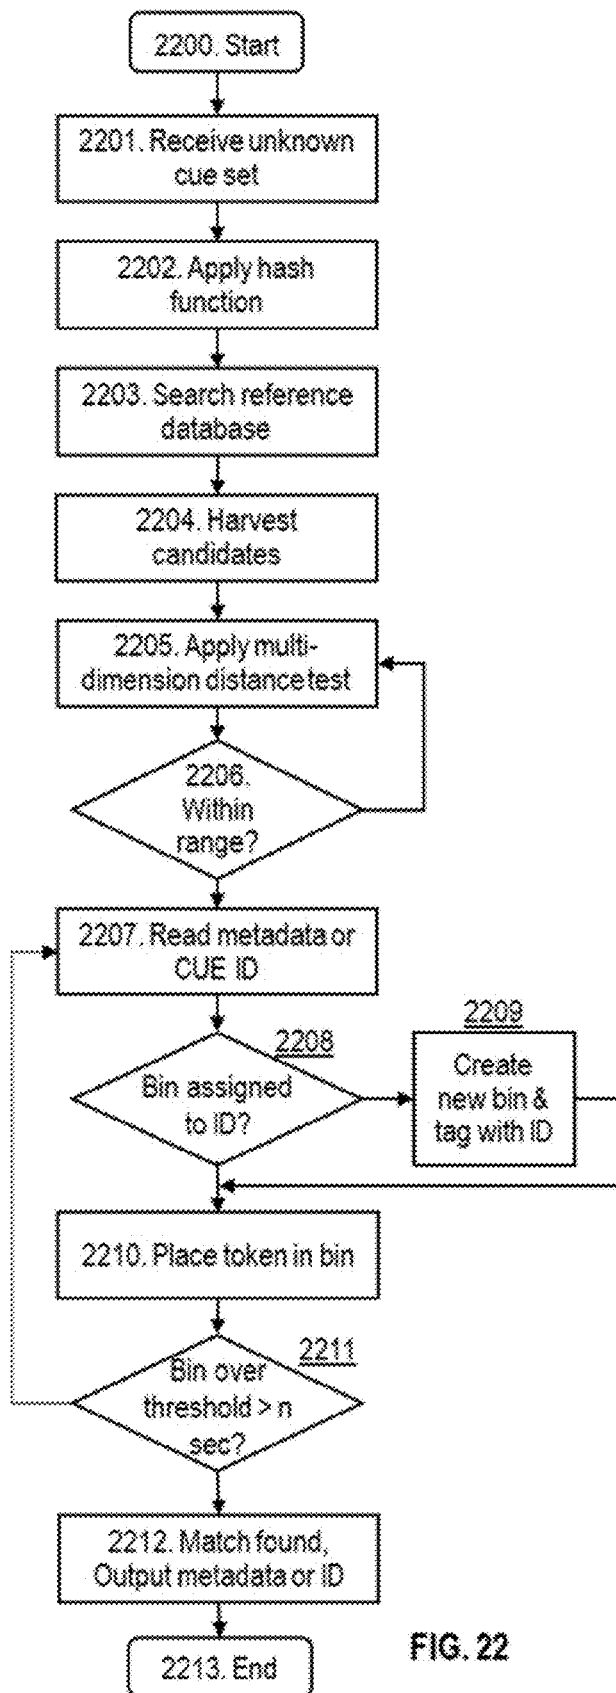 2200. Start
2201. Receive unknown
cue set
2202. Apply hash
function
2203. Search reference
database
2204. Harvest
candidates
2205. Apply multi-
dimension distance test
2206.
Within
range?
2207. Read metadata or
CUE ID
2208
Bin assigned
to ID?
2209
Create
new bin &
tag with ID
2210. Place token in bin
2211
Bin over
threshold > n
sec?
2212. Match found,
Output metadata or ID
2213. End
FIG. 22